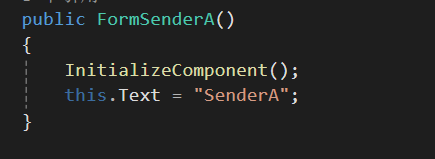 public FormSenderA()
{
InitializeComponent();
this.Text = "SenderA";
}